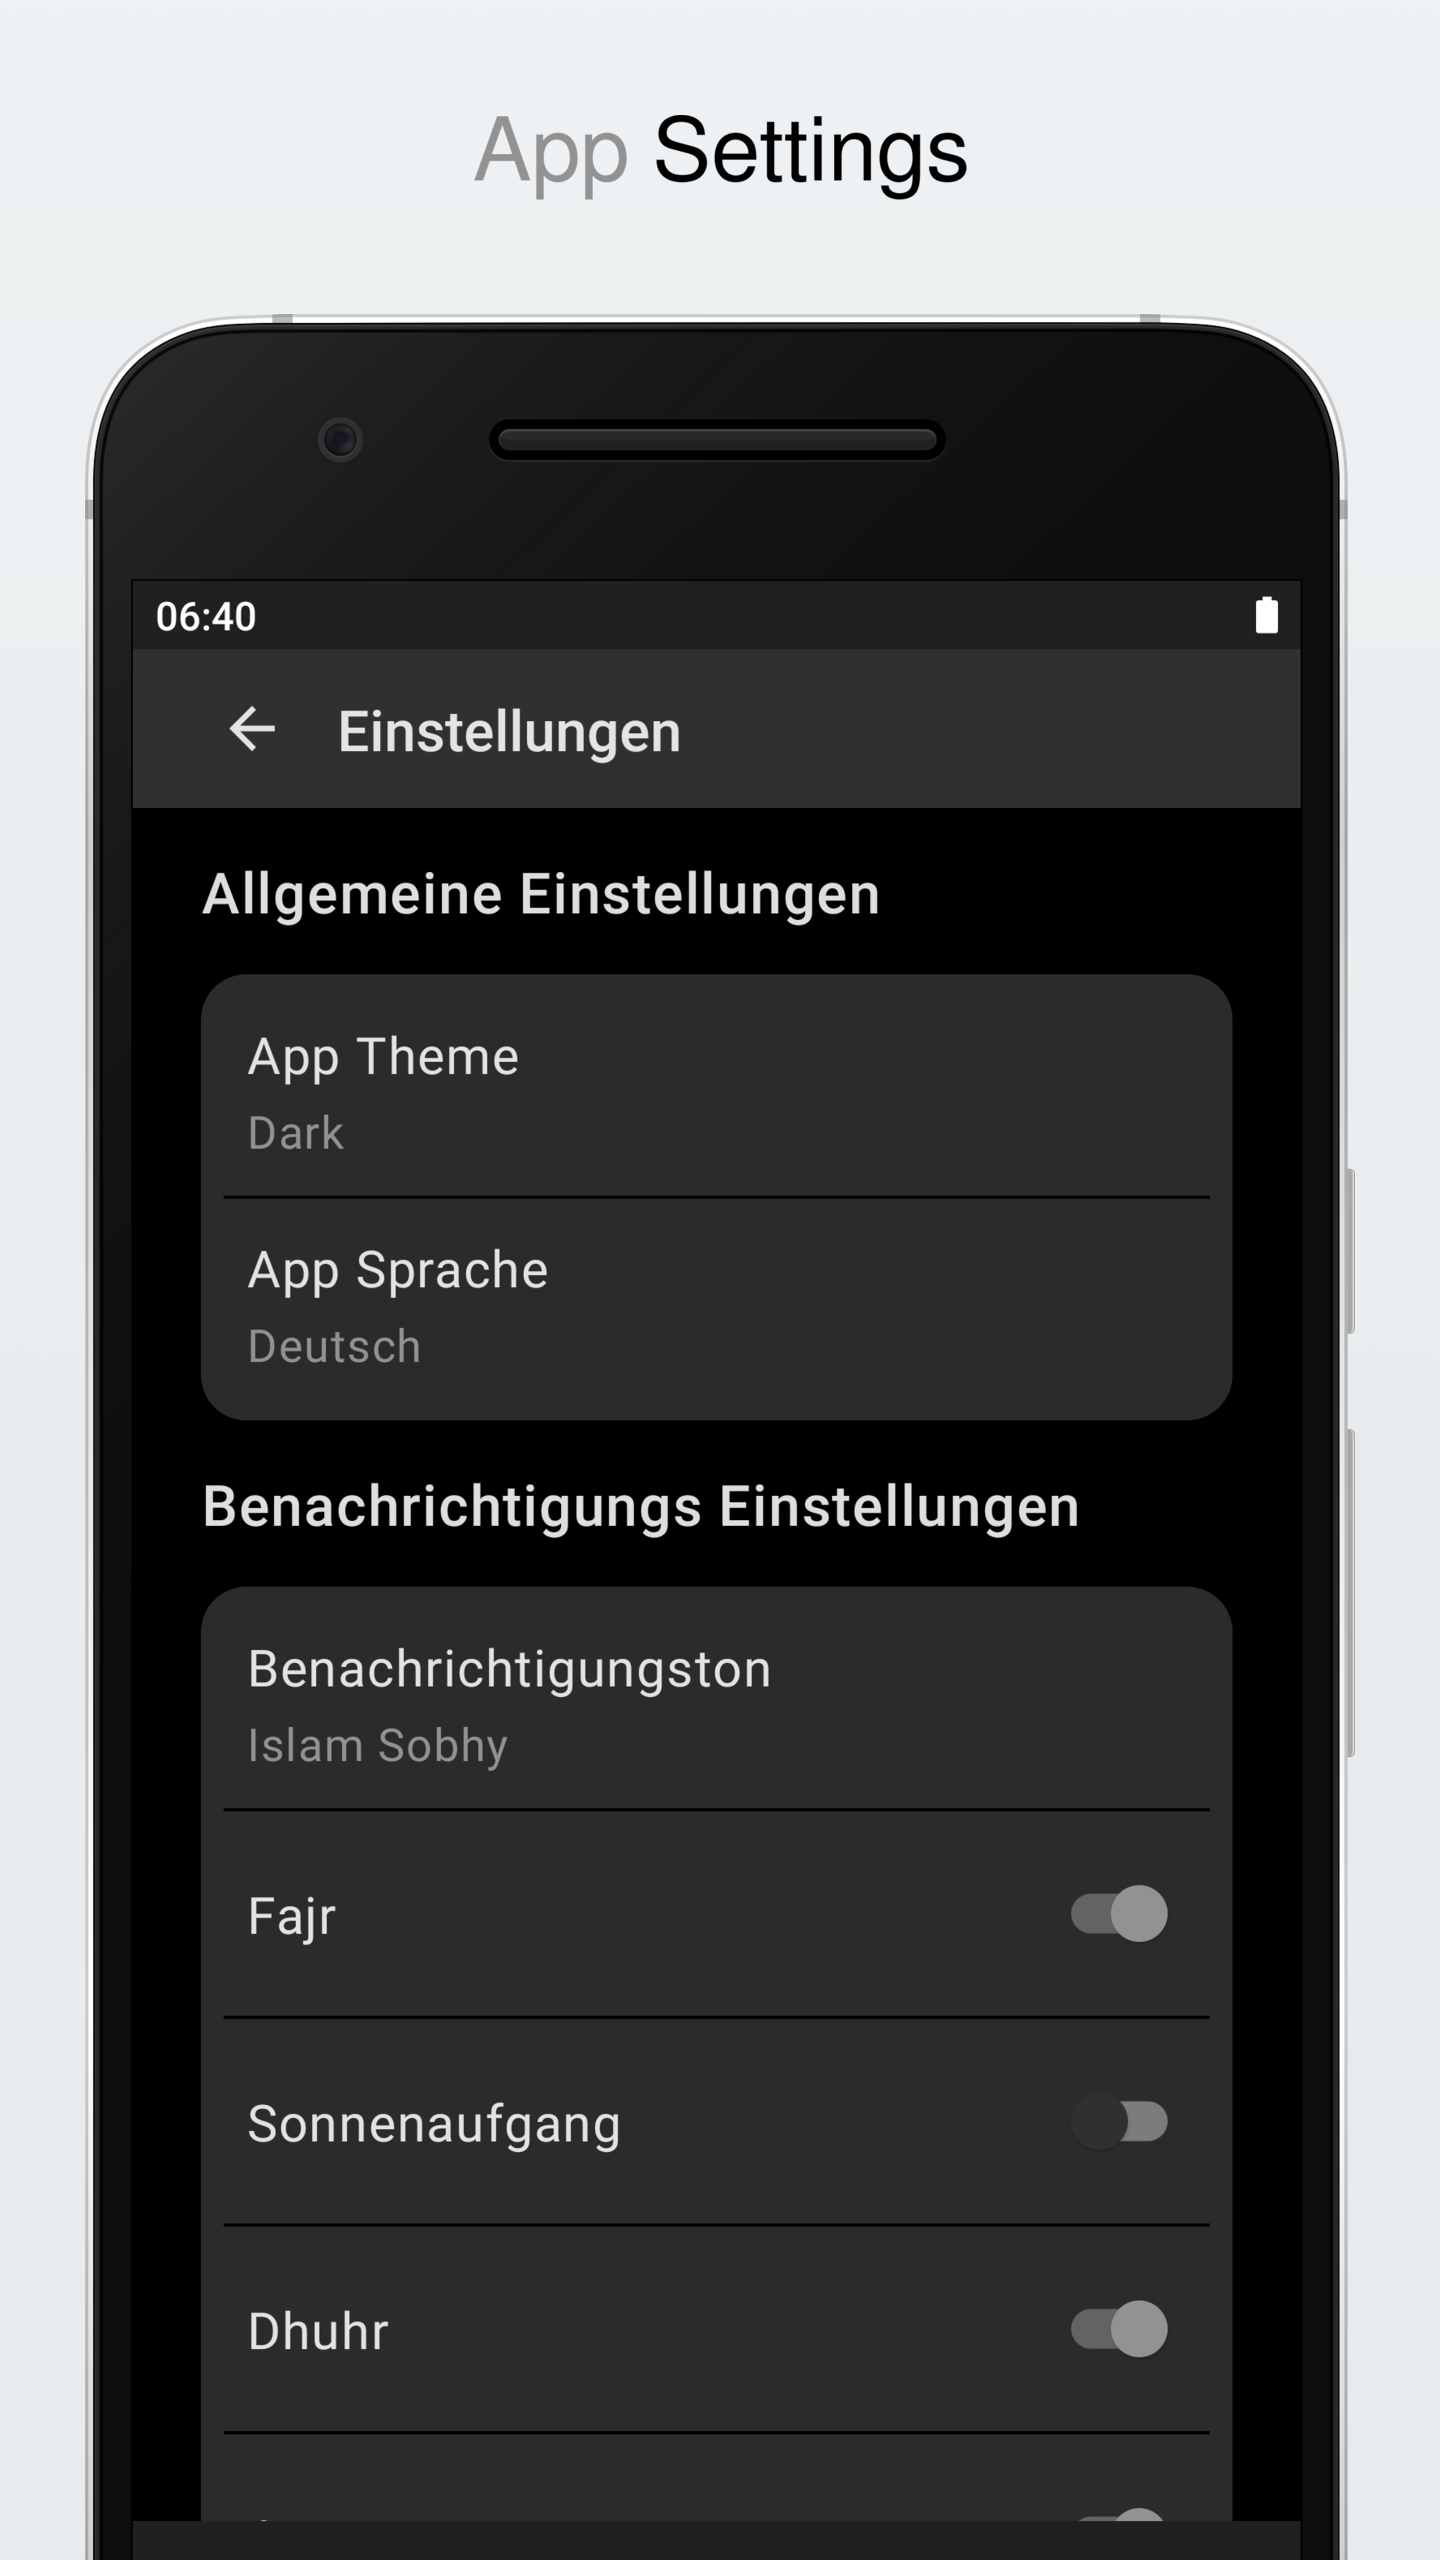 App Settings
06:40
Einstellungen
Allgemeine Einstellungen
App Theme
Dark
App Sprache
Deutsch
Benachrichtigungs Einstellungen
Benachrichtigungston
Islam Sobhy
Fajr
Sonnenaufgang
Dhuhr